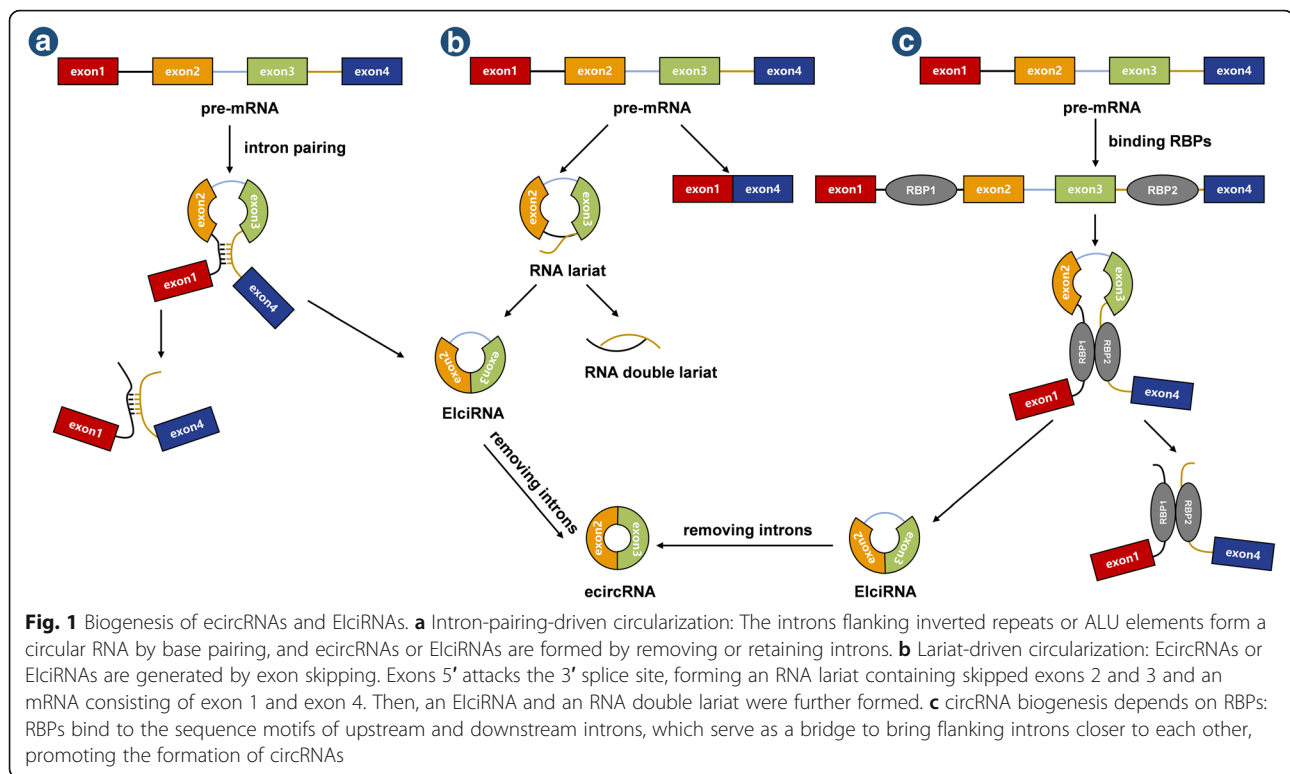 a
b
c
exon1 exon2 exon3 exon4
exon1 exon2 exon3 exon4
exon1 exon2 exon3 exon4
pre-mRNA
pre-mRNA
pre-mRNA
intron pairing
binding RBPs
exon1 exon4
exon1 RBP1 exon2 exon3 RBP2 exon4
exon2 exon3
exon1
exon4
exon2 exon3
RNA lariat
exon2 exon3
RBP1 RBP2
exon1
exon4
exon1
exon4
exon2 exon3
EIciRNA
RNA double lariat
removing introns
exon2 exon3
ecircRNA
removing introns
exon2 exon3
EIciRNA
RBP1 RBP2
exon1
exon4
Fig. 1 Biogenesis of ecircRNAs and EIciRNAs. a Intron-pairing-driven circularization: The introns flanking inverted repeats or ALU elements form a
circular RNA by base pairing, and ecircRNAs or EIciRNAs are formed by removing or retaining introns. b Lariat-driven circularization: EcircRNAs or
EIciRNAs are generated by exon skipping. Exons 5′ attacks the 3′ splice site, forming an RNA lariat containing skipped exons 2 and 3 and an
mRNA consisting of exon 1 and exon 4. Then, an EIciRNA and an RNA double lariat were further formed. c circRNA biogenesis depends on RBPs:
RBPs bind to the sequence motifs of upstream and downstream introns, which serve as a bridge to bring flanking introns closer to each other,
promoting the formation of circRNAs